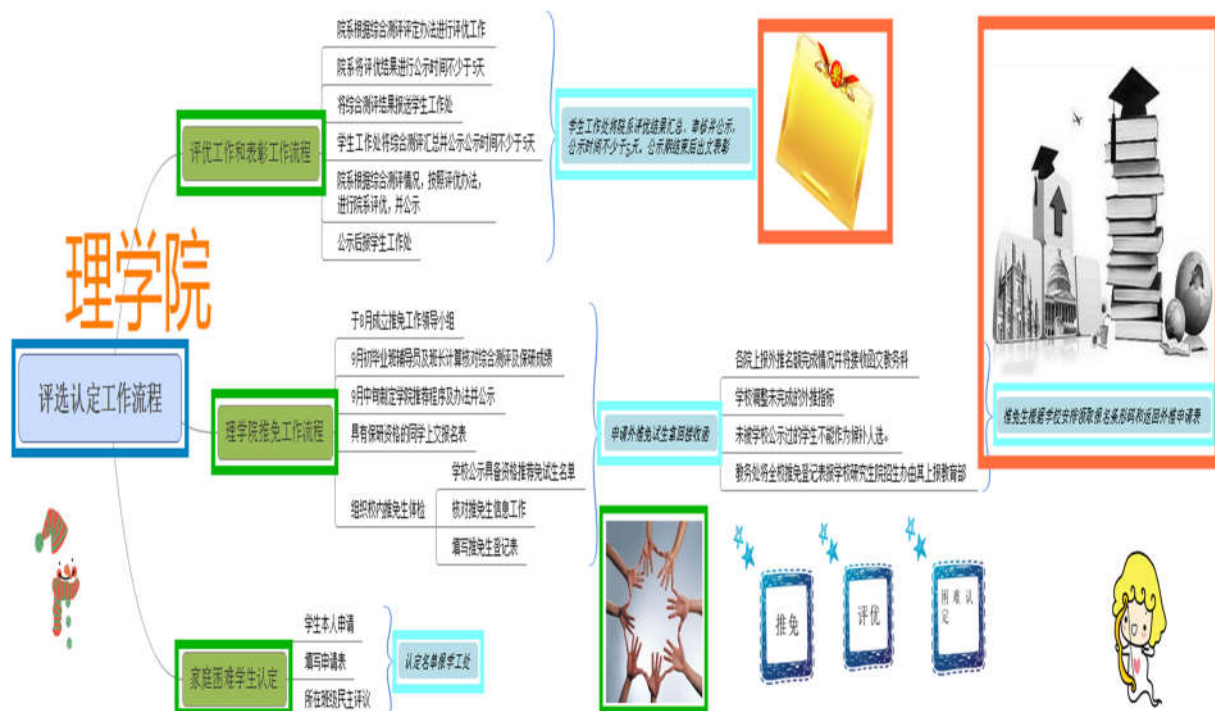 理学院
评选认定工作流程
评优工作和表彰工作流程
院系根据综合测评评定办法进行评优工作
院系将评优结果进行公示时间不少于5天
将综合测评结果报送学生工作处
学生工作处将综合测评汇总并公示公示时间不少于5天
院系根据综合测评情况，按照评优办法，
进行院系评优，并公示
公示后报学生工作处
学生工作处将院系评优结果汇总、审核并公示，
公示时间不少于5天，公示期结束后出文表彰
理学院推免工作流程
于8月成立推免工作领导小组
9月初毕业班辅导员及班长计算核对综合测评及保研成绩
9月中旬制定学院推荐程序及办法并公示
具有保研资格的同学上交报名表
组织校内推免生体检
学校公示具备资格推荐免试生名单
核对推免生信息工作
填写推免生登记表
申请外推免试生拿回接收函
各院上报外推名额完成情况并将接收函交教务科
学校调整未完成的外推指标
未被学校公示过的学生不能作为候补人选。
教务处将全校推免登记表报学校研究生院招生办由其上报教育部
推免生根据学校安排领取报名条形码和返回外推申请表
家庭困难学生认定
学生本人申请
填写申请表
所在班级民主评议
认定名单报学工处
推免
评优
困难认
定